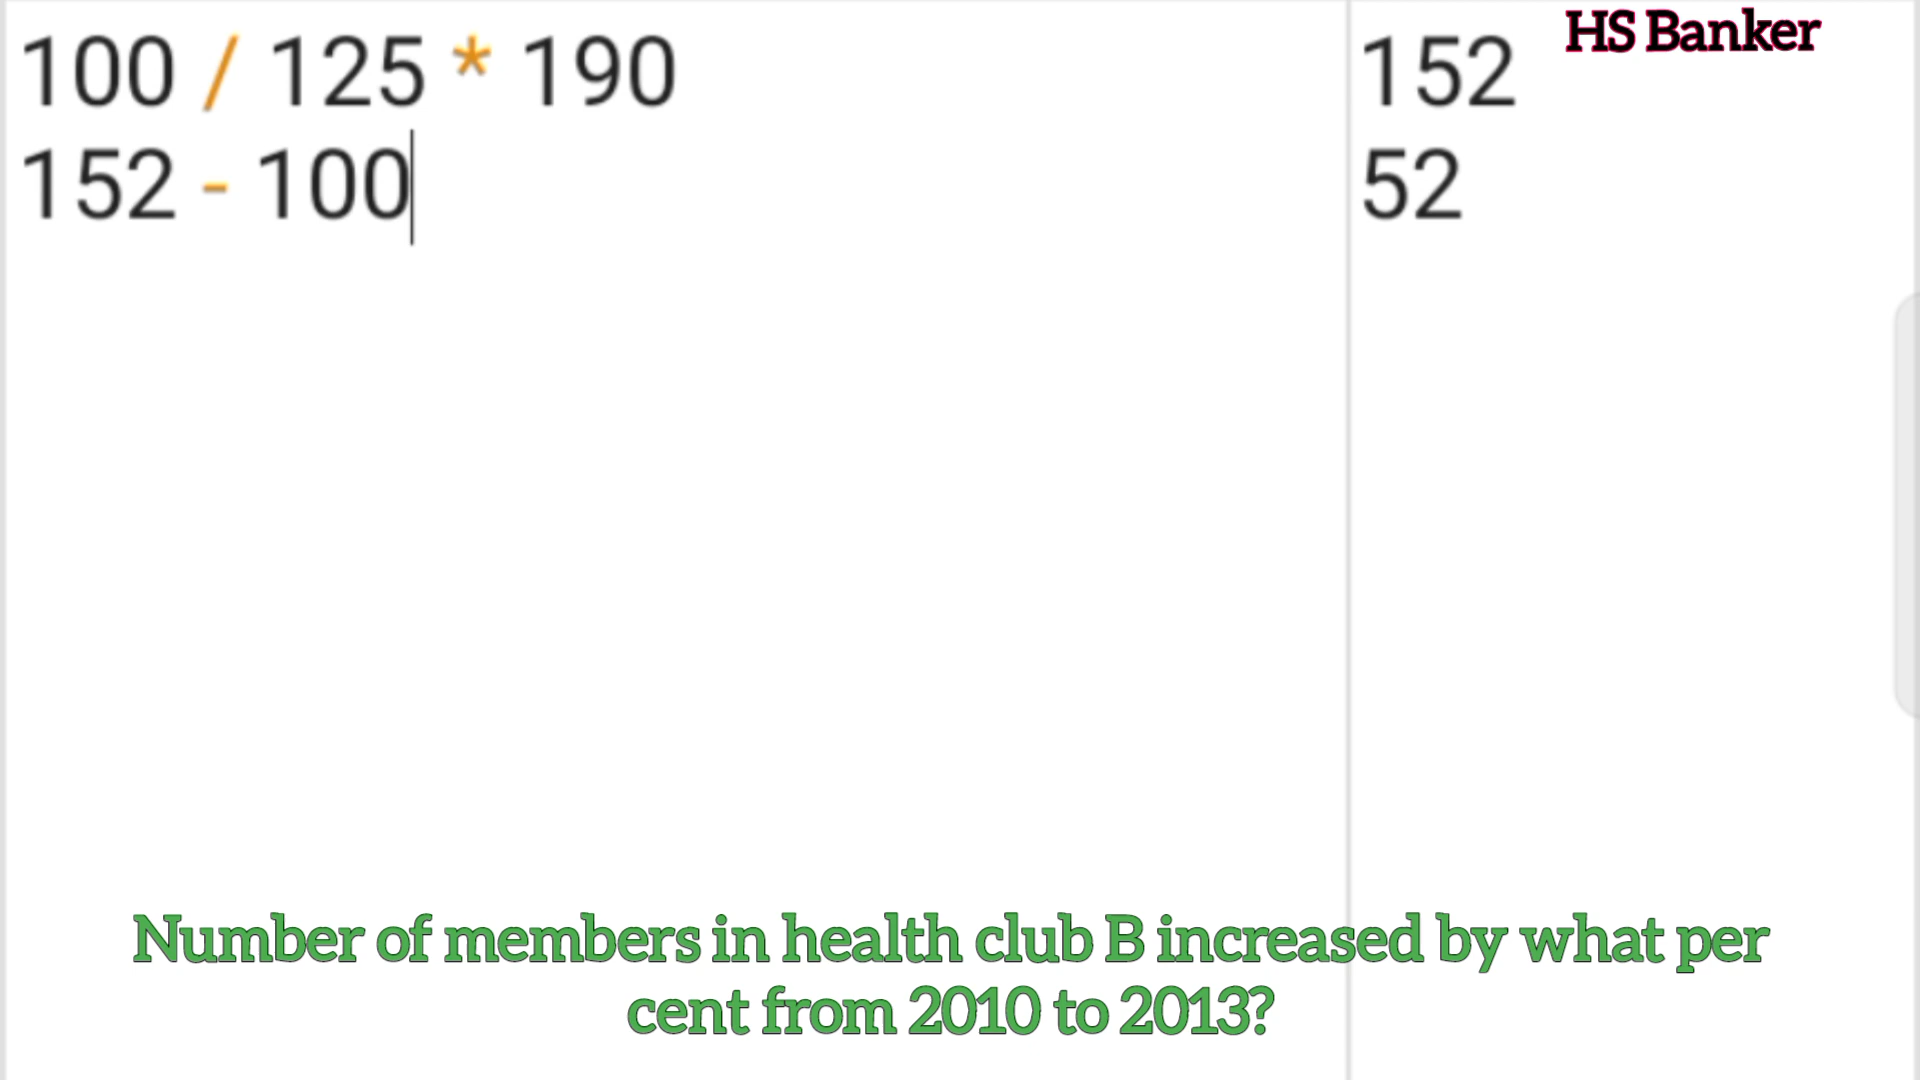 100 / 125 * 190
152
HS Banker
152 - 100
52
Number of members in health club B increased by what per
cent from 2010 to 2013?